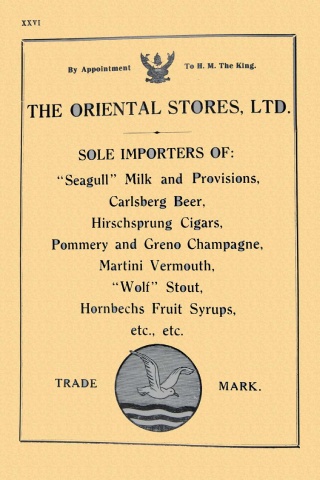 XXVI
By Appointment To H. M. The King.
THE ORIENTAL STORES, LTD.
SOLE IMPORTERS OF:
"Seagull" Milk and Provisions,
Carlsberg Beer,
Hirschsprung Cigars,
Pommery and Greno Champagne,
Martini Vermouth,
"Wolf" Stout,
Hornbechs Fruit Syrups,
etc., etc.
TRADE MARK.